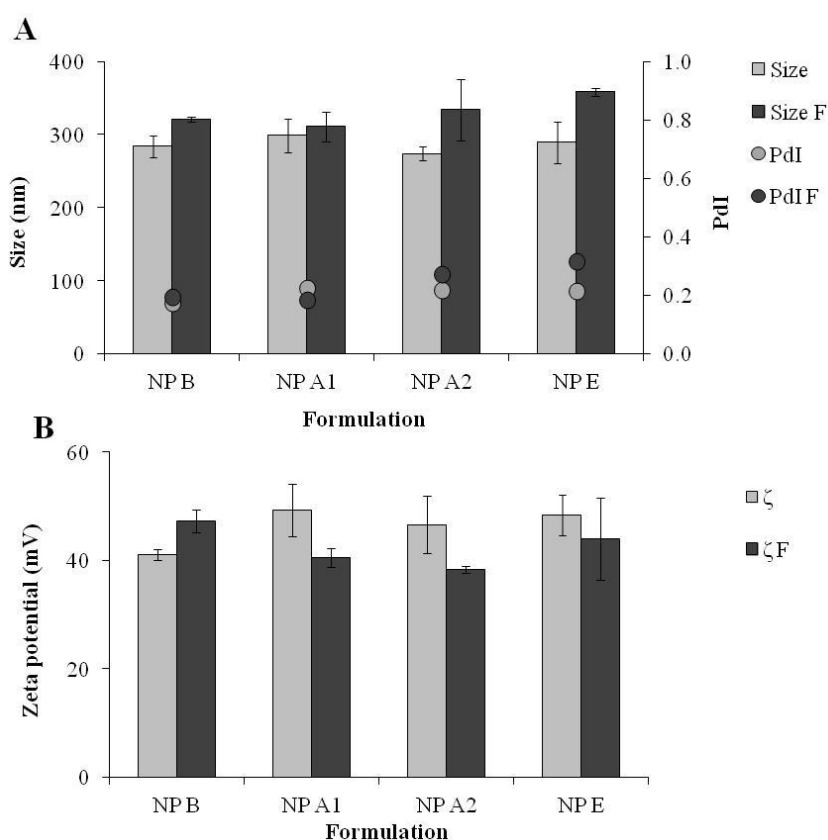 A
400
300
200
100
0
Size (nm)
1.0
0.8
0.6
0.4
0.2
0.0
PdI
Size
Size F
PdI
PdI F
NP B NP A1 NP A2 NP E
Formulation
B
60
40
20
0
Zeta potential (mV)
ζ
ζ F
NP B NP A1 NP A2 NP E
Formulation